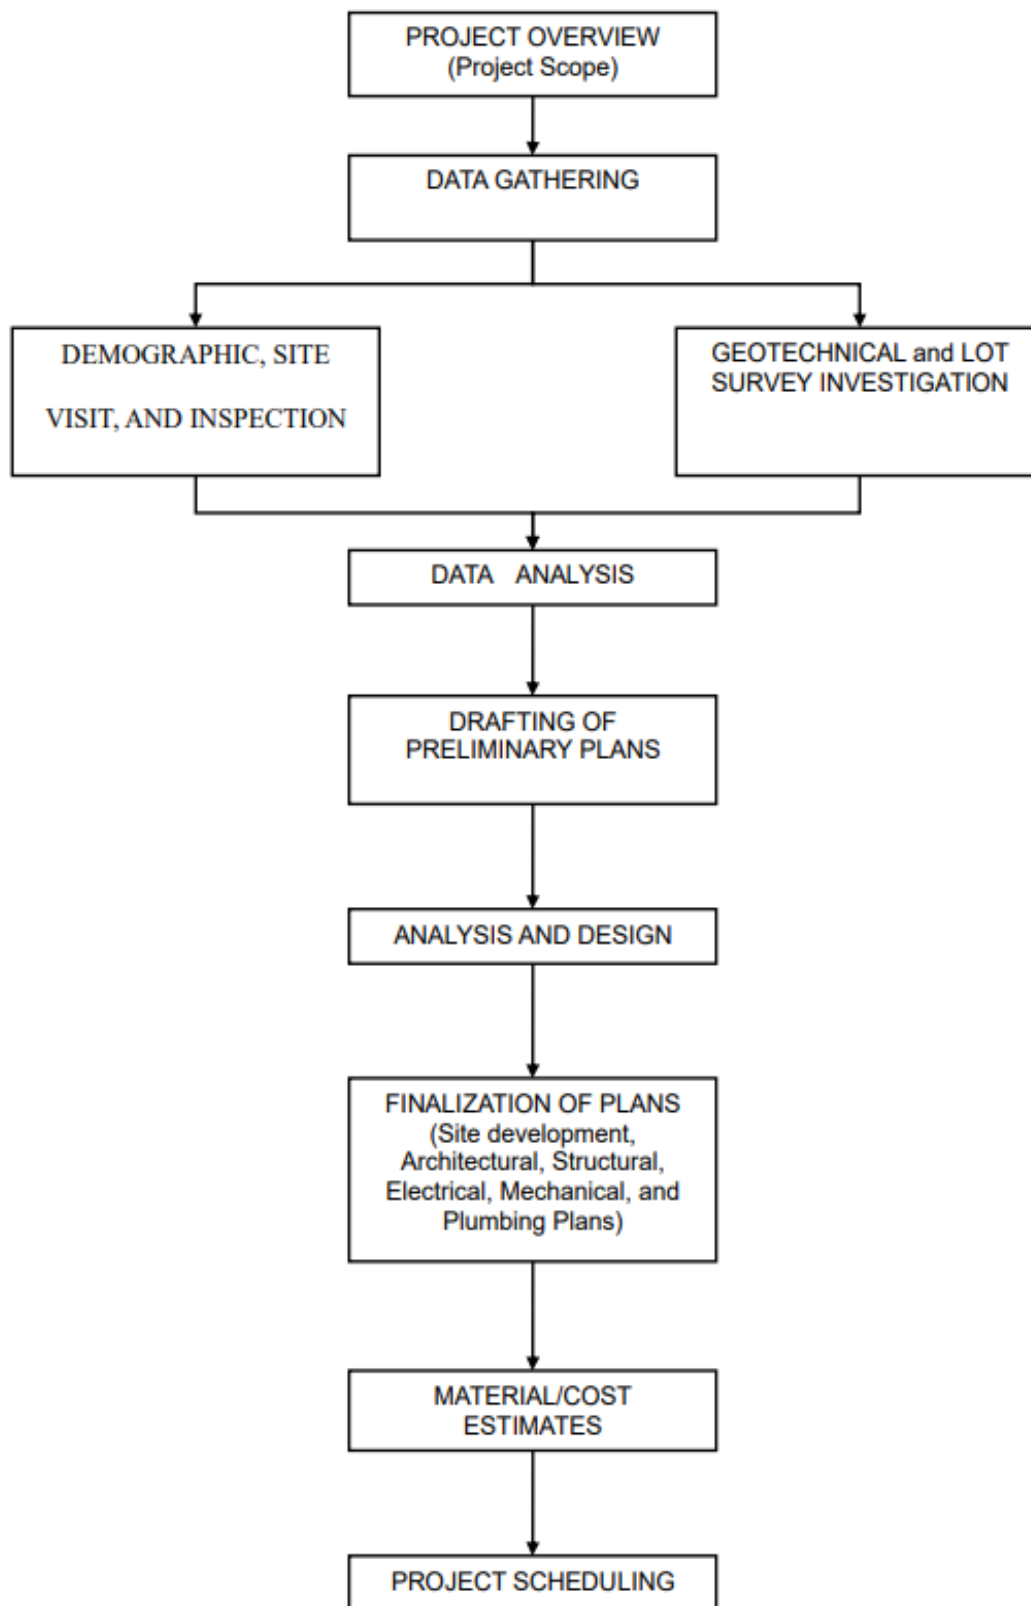 PROJECT OVERVIEW
(Project Scope)
DATA GATHERING
DEMOGRAPHIC, SITE
VISIT, AND INSPECTION
GEOTECHNICAL and LOT
SURVEY INVESTIGATION
DATA ANALYSIS
DRAFTING OF
PRELIMINARY PLANS
ANALYSIS AND DESIGN
FINALIZATION OF PLANS
(Site development,
Architectural, Structural,
Electrical, Mechanical, and
Plumbing Plans)
MATERIAL/COST
ESTIMATES
PROJECT SCHEDULING